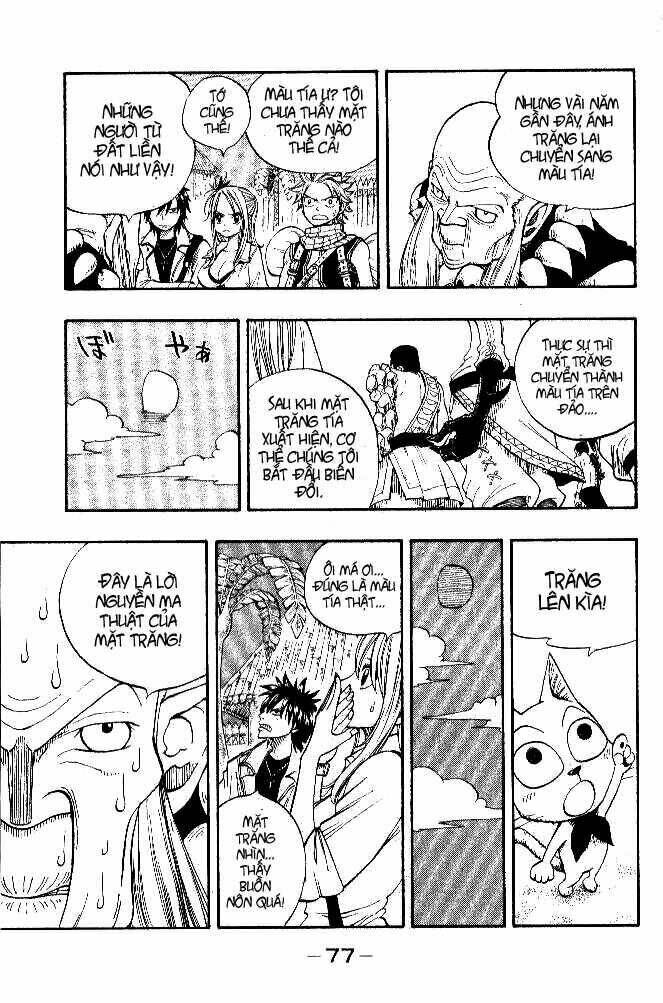 NHƯNG VÀI NĂM
GẦN ĐÂY, ÁNH
TRĂNG LẠI
CHUYỂN SANG
MÀU TÍA!
MÀU TÍA Ư? TÔI
CHƯA THẤY MẶT
TRĂNG NÀO
THẾ CẢ!
TỚ
CŨNG
THẾ!
NHỮNG
NGƯỜI TỪ
ĐẤT LIỀN
NÓI NHƯ VẬY!
THỰC SỰ THÌ
MẶT TRĂNG
CHUYỂN THÀNH
MÀU TÍA TRÊN
ĐẢO....
SAU KHI MẶT
TRĂNG TÍA
XUẤT HIỆN, CƠ
THỂ CHÚNG TÔI
BẮT ĐẦU BIẾN
ĐỔI.
ぼやぁ
TRĂNG
LÊN KÌA!
ÔI MÁ ƠI...
ĐÚNG LÀ MÀU
TÍA THẬT...
MẶT
TRĂNG
NHÌN...
THẤY
BUỒN
NÔN QUÁ!
ĐÂY LÀ LỜI
NGUYỀN MA
THUẬT CỦA
MẶT TRĂNG!
- 77 -